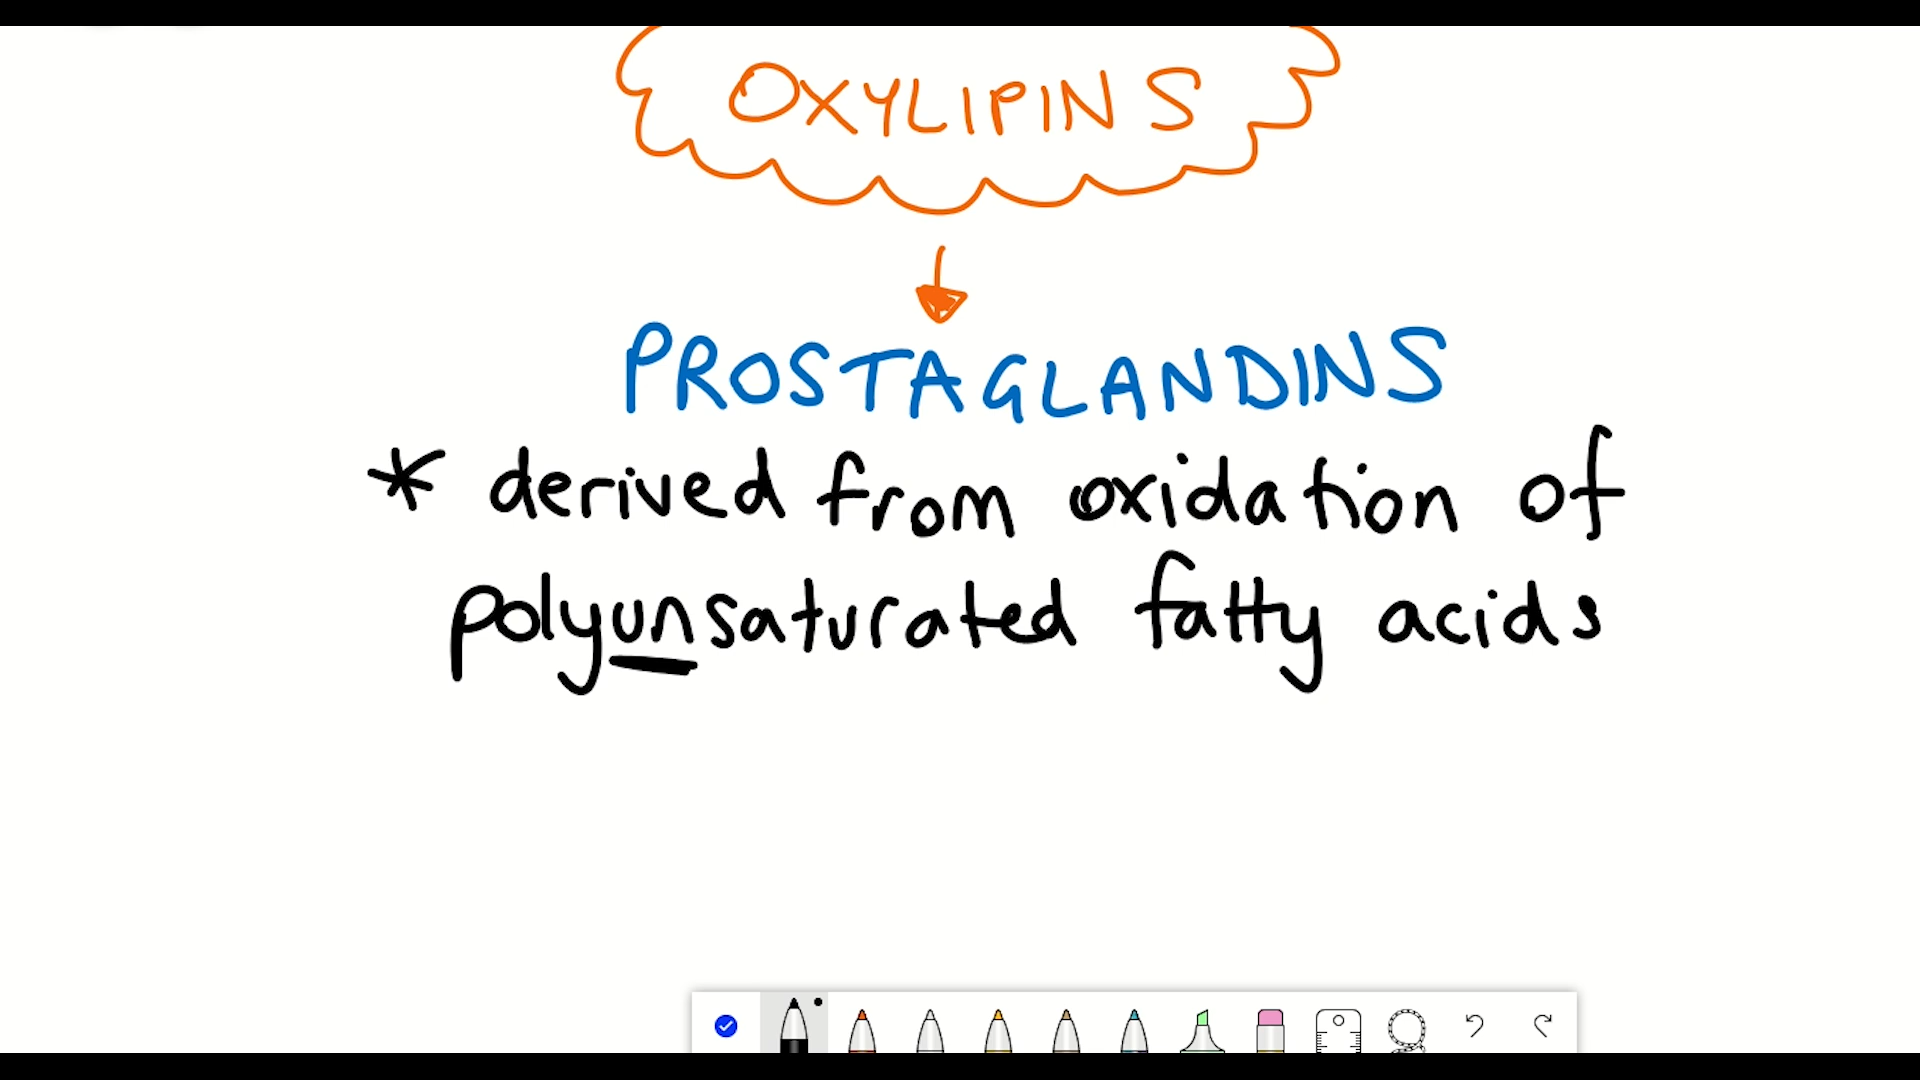 OXYLIPINS
PROSTAGLANDINS
* derived from oxidation of
polyunsaturated fatty acids